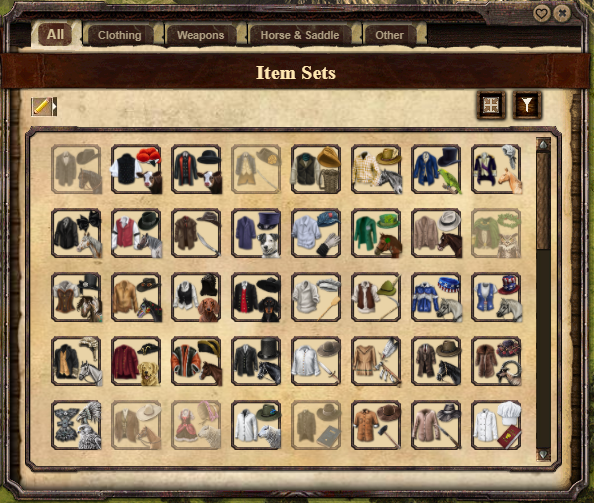 All
Clothing
Weapons
Horse & Saddle
Other
Item Sets